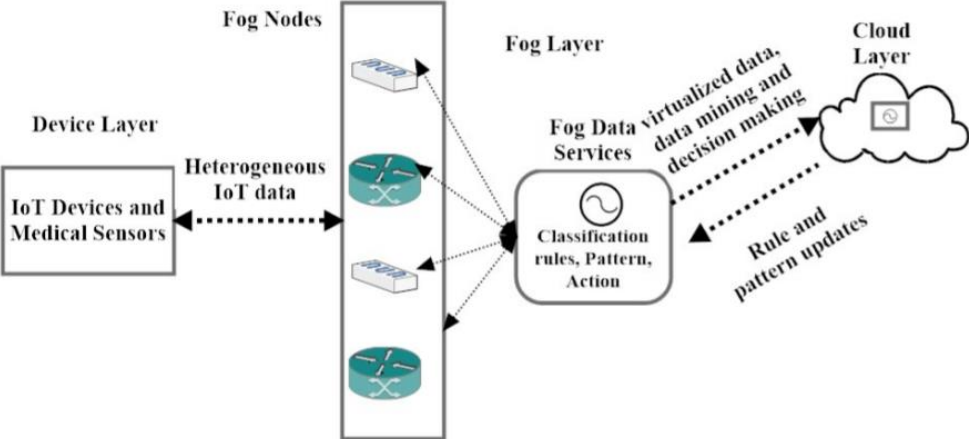 Fog Nodes
Fog Layer
Cloud
Layer
Device Layer
Heterogeneous
IoT data
IoT Devices and
Medical Sensors
Fog Data
Services
Classification
rules, Pattern,
Action
virtualized data,
data mining and
decision making
Rule and
pattern updates